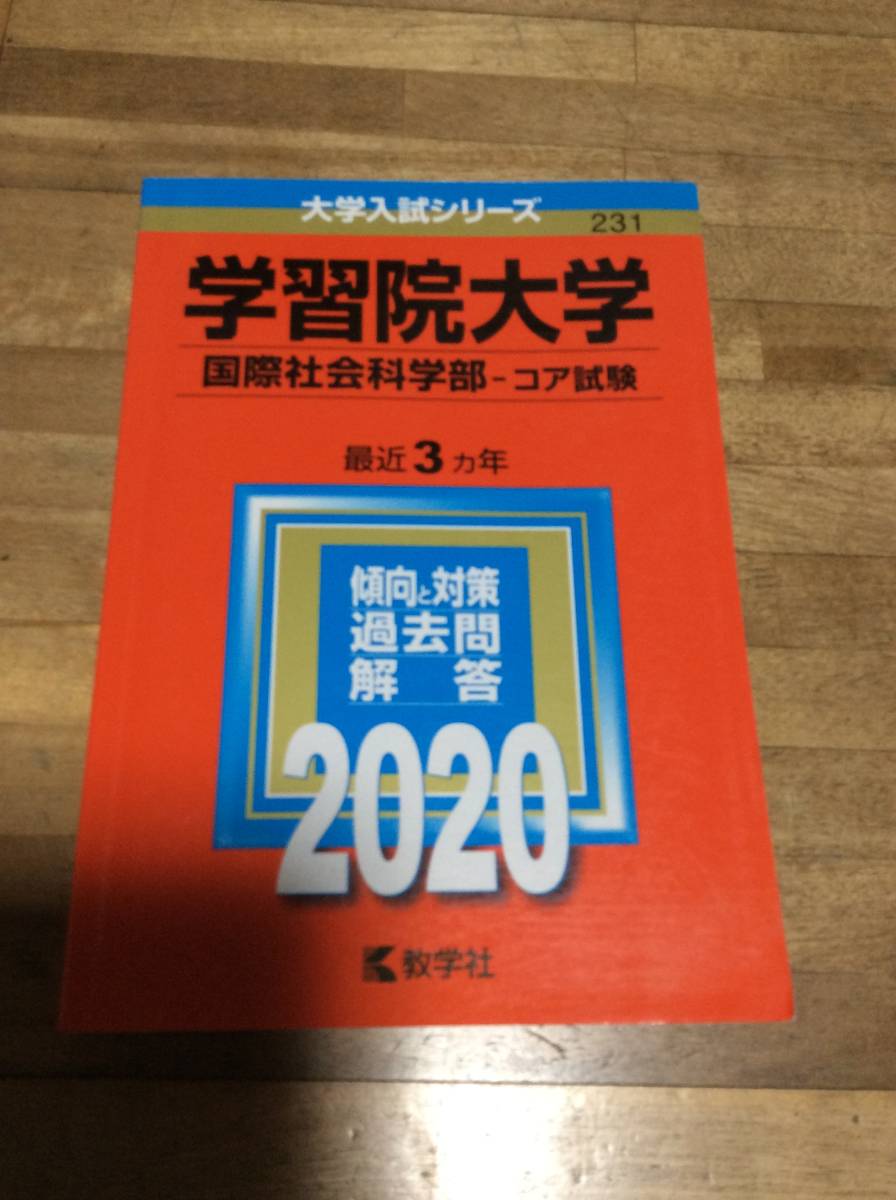 大学入試シリーズ
231
学習院大学
国際社会科学部－コア試験
最近3ヵ年
傾向と対策
過去問
解答
2020
教学社